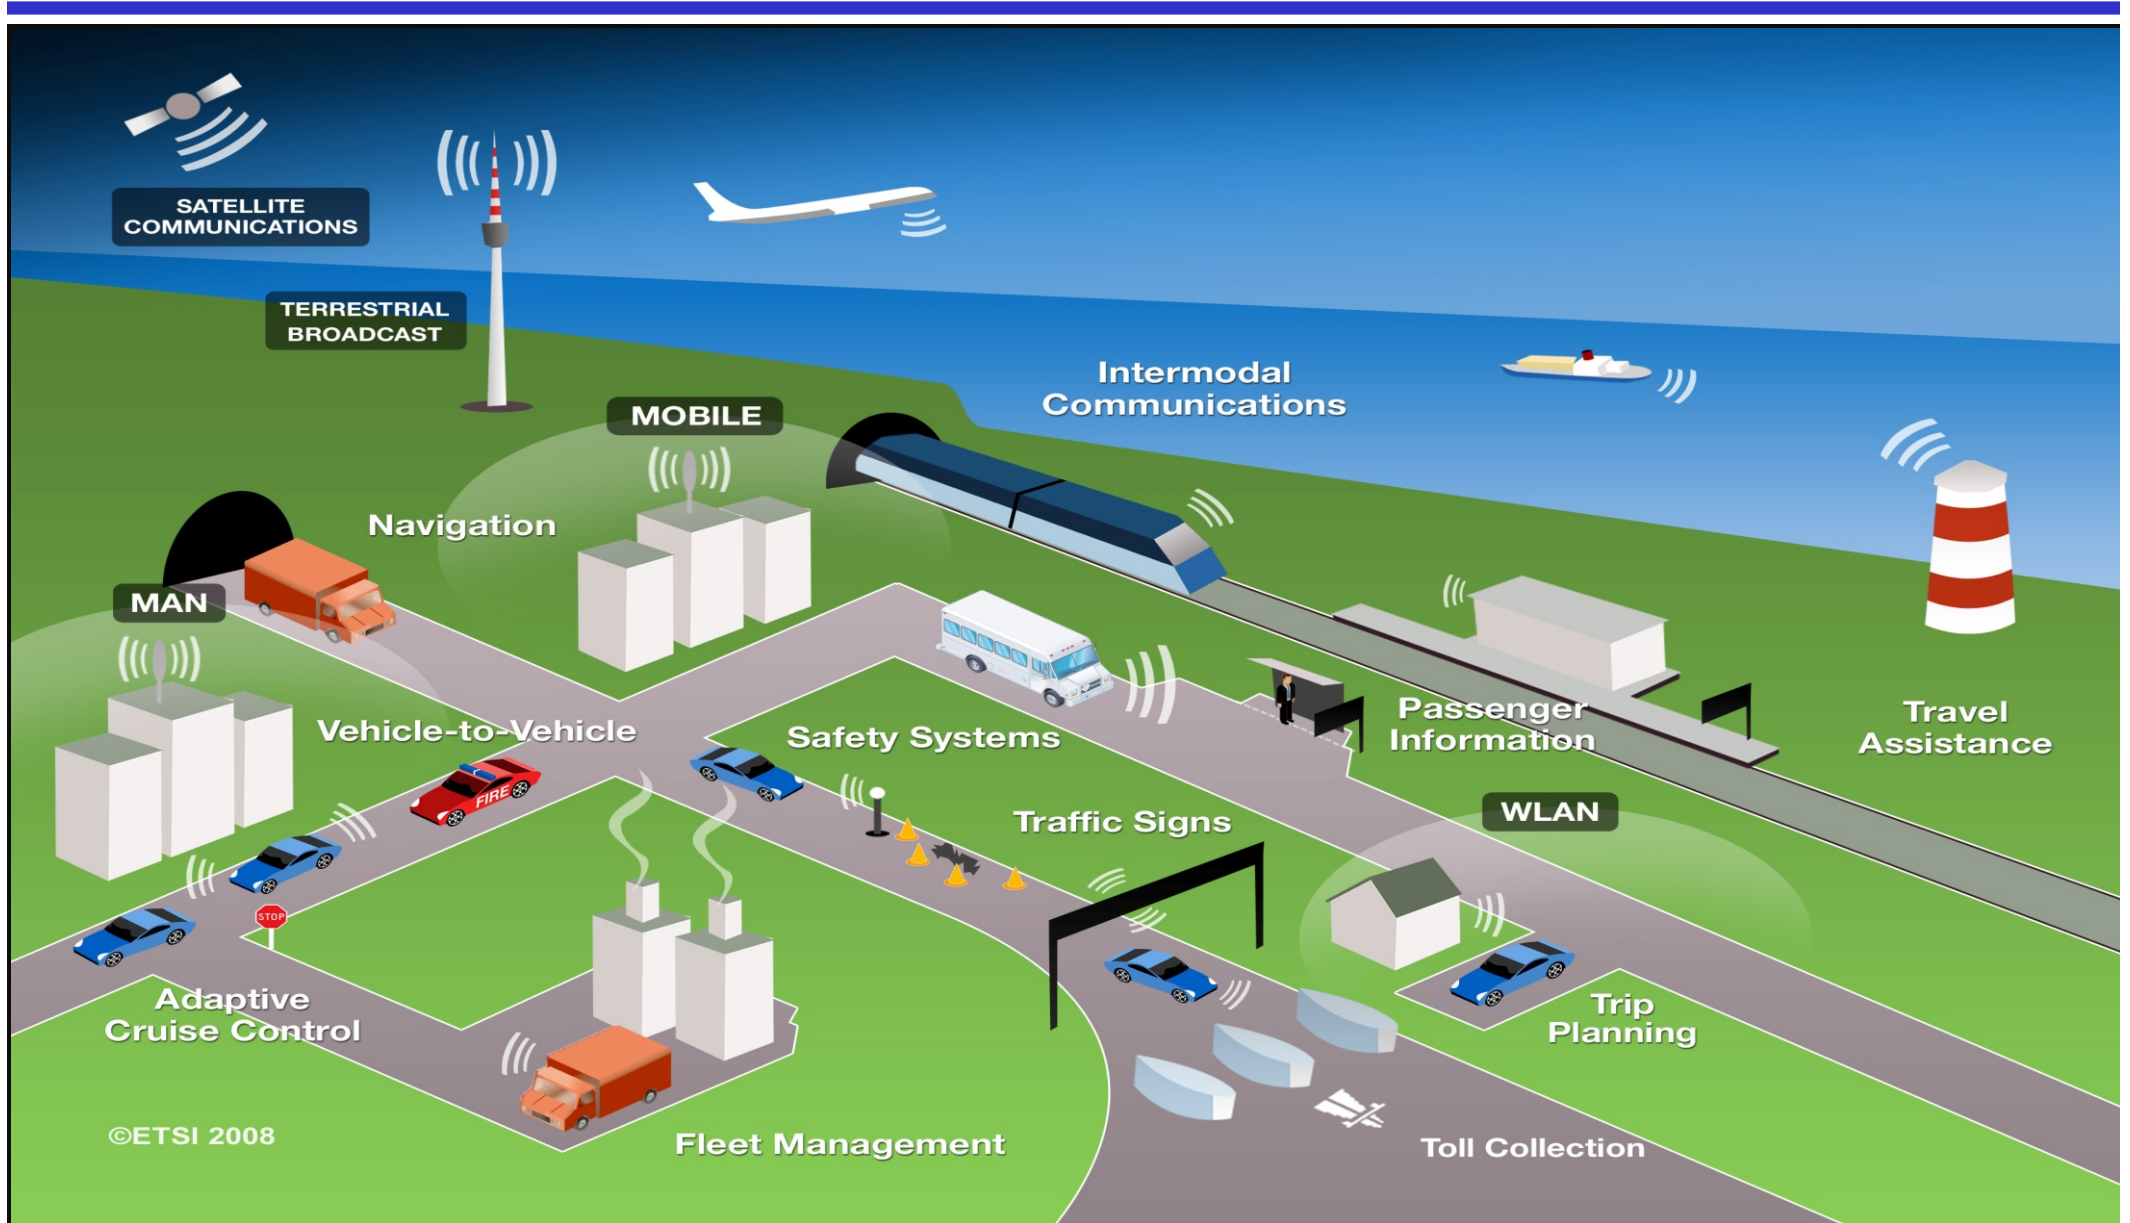 SATELLITE
COMMUNICATIONS
TERRESTRIAL
BROADCAST
Intermodal
Communications
MOBILE
Navigation
MAN
Vehicle-to-Vehicle
Safety Systems
Passenger
Information
Travel
Assistance
FIRE
Traffic Signs
WLAN
STOP
Adaptive
Cruise Control
Trip
Planning
©ETSI 2008
Fleet Management
Toll Collection